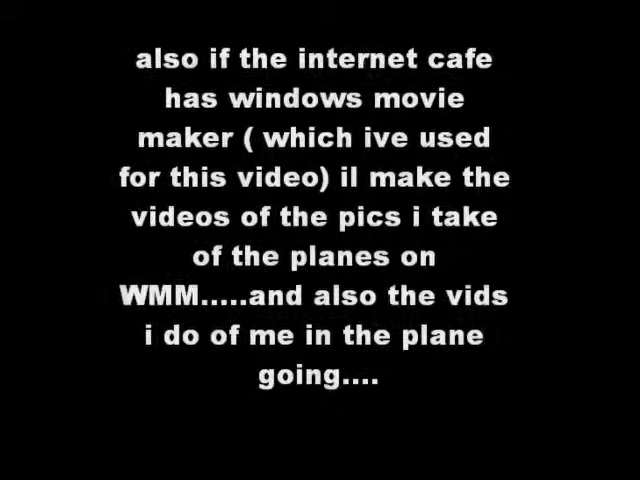 also if the internet cafe
has windows movie
maker ( which ive used
for this video) il make the
videos of the pics i take
of the planes on
WMM.....and also the vids
i do of me in the plane
going....